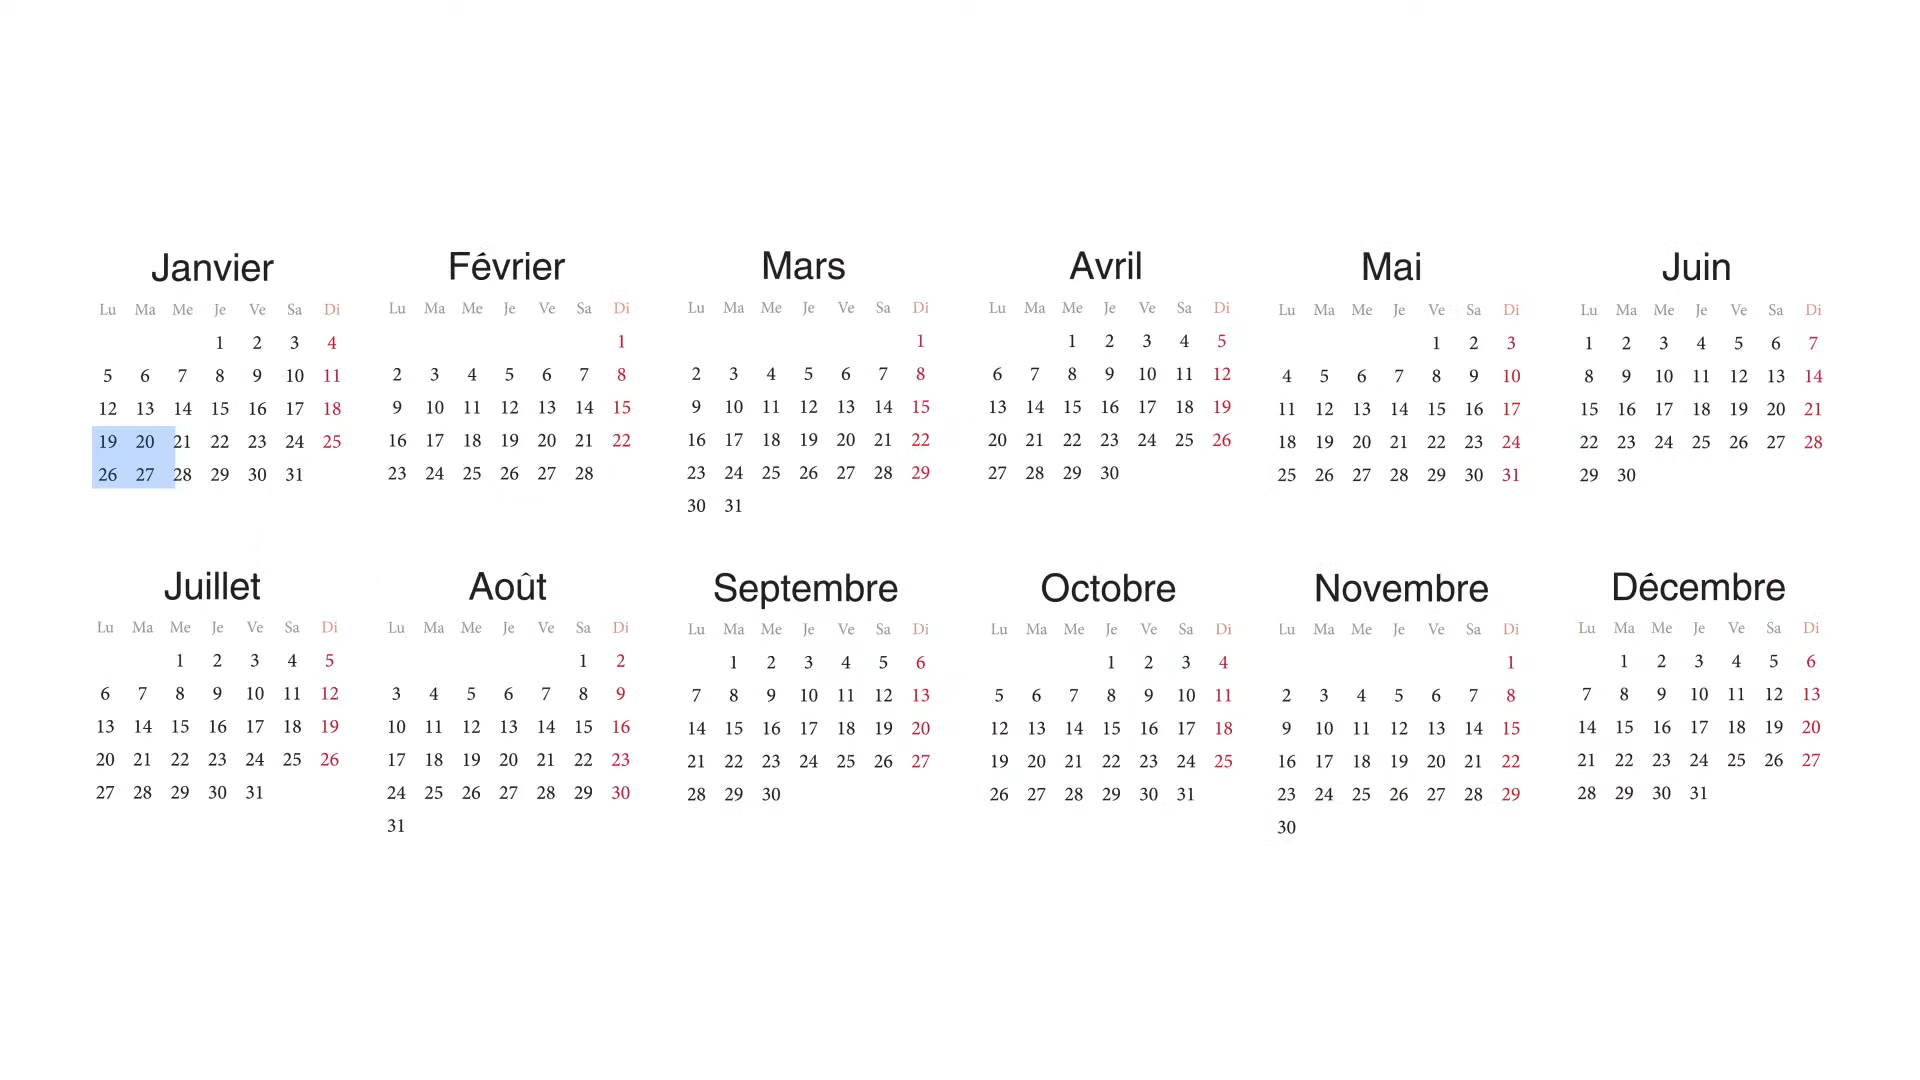 Janvier
Lu Ma Me Je Ve Sa Di
1 2 3 4
5 6 7 8 9 10 11
12 13 14 15 16 17 18
19 20 21 22 23 24 25
26 27 28 29 30 31
Février
Lu Ma Me Je Ve Sa Di
1
2 3 4 5 6 7 8
9 10 11 12 13 14 15
16 17 18 19 20 21 22
23 24 25 26 27 28
Mars
Lu Ma Me Je Ve Sa Di
1
2 3 4 5 6 7 8
9 10 11 12 13 14 15
16 17 18 19 20 21 22
23 24 25 26 27 28 29
30 31
Avril
Lu Ma Me Je Ve Sa Di
1 2 3 4 5
6 7 8 9 10 11 12
13 14 15 16 17 18 19
20 21 22 23 24 25 26
27 28 29 30
Mai
Lu Ma Me Je Ve Sa Di
1 2 3
4 5 6 7 8 9 10
11 12 13 14 15 16 17
18 19 20 21 22 23 24
25 26 27 28 29 30 31
Juin
Lu Ma Me Je Ve Sa Di
1 2 3 4 5 6 7
8 9 10 11 12 13 14
15 16 17 18 19 20 21
22 23 24 25 26 27 28
29 30
Juillet
Lu Ma Me Je Ve Sa Di
1 2 3 4 5
6 7 8 9 10 11 12
13 14 15 16 17 18 19
20 21 22 23 24 25 26
27 28 29 30 31
Août
Lu Ma Me Je Ve Sa Di
1 2
3 4 5 6 7 8 9
10 11 12 13 14 15 16
17 18 19 20 21 22 23
24 25 26 27 28 29 30
31
Septembre
Lu Ma Me Je Ve Sa Di
1 2 3 4 5 6
7 8 9 10 11 12 13
14 15 16 17 18 19 20
21 22 23 24 25 26 27
28 29 30
Octobre
Lu Ma Me Je Ve Sa Di
1 2 3 4
5 6 7 8 9 10 11
12 13 14 15 16 17 18
19 20 21 22 23 24 25
26 27 28 29 30 31
Novembre
Lu Ma Me Je Ve Sa Di
1
2 3 4 5 6 7 8
9 10 11 12 13 14 15
16 17 18 19 20 21 22
23 24 25 26 27 28 29
30
Décembre
Lu Ma Me Je Ve Sa Di
1 2 3 4 5 6
7 8 9 10 11 12 13
14 15 16 17 18 19 20
21 22 23 24 25 26 27
28 29 30 31